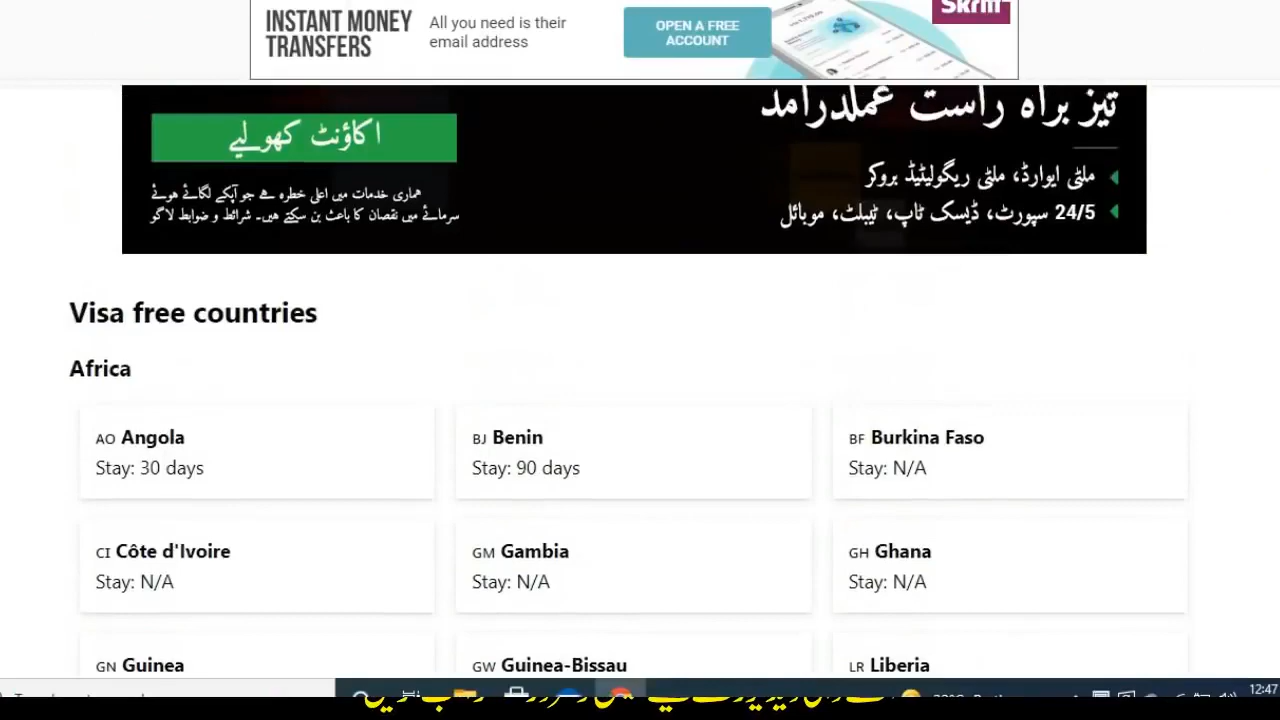 INSTANT MONEY
TRANSFERS
All you need is their
email address
OPEN A FREE
ACCOUNT
Skrill
تیز براہ راست عملدرآمد
اکاؤنٹ کھولیے
ملٹی ایوارڈ، ملٹی ریگولیٹیڈ بروکر
24/5 سپورٹ، ڈیسک ٹاپ، ٹیبلٹ، موبائل
ہماری خدمات میں اعلی خطرہ ہے جو آپکے لگائے ہوئے
سرمائے میں نقصان کا باعث بن سکتے ہیں۔ شرائط و ضوابط لاگو
Visa free countries
Africa
AO Angola
Stay: 30 days
BJ Benin
Stay: 90 days
BF Burkina Faso
Stay: N/A
CI Côte d'Ivoire
Stay: N/A
GM Gambia
Stay: N/A
GH Ghana
Stay: N/A
GN Guinea
GW Guinea-Bissau
LR Liberia
12:47